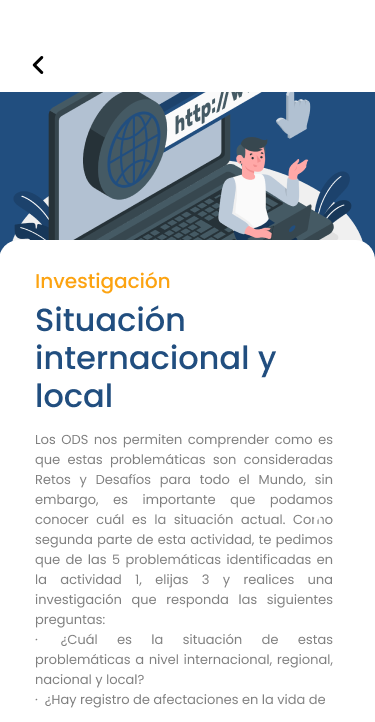 http://w
Investigación
Situación
internacional y
local
Los ODS nos permiten comprender como es
que estas problemáticas son consideradas
Retos y Desafíos para todo el Mundo, sin
embargo, es importante que podamos
conocer cuál es la situación actual. Como
segunda parte de esta actividad, te pedimos
que de las 5 problemáticas identificadas en
la actividad 1, elijas 3 y realices una
investigación que responda las siguientes
preguntas:
· ¿Cuál es la situación de estas
problemáticas a nivel internacional, regional,
nacional y local?
· ¿Hay registro de afectaciones en la vida de